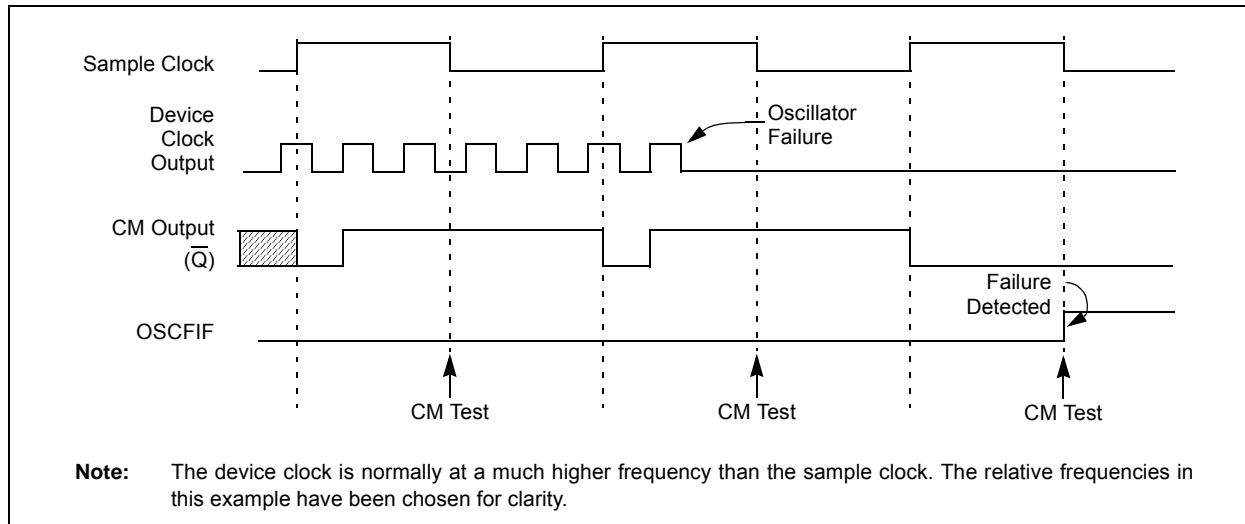 Sample Clock
Device
Clock
Output
Oscillator
Failure
CM Output
(Q̅)
Failure
Detected
OSCFIF
CM Test
CM Test
CM Test
Note: The device clock is normally at a much higher frequency than the sample clock. The relative frequencies in
this example have been chosen for clarity.